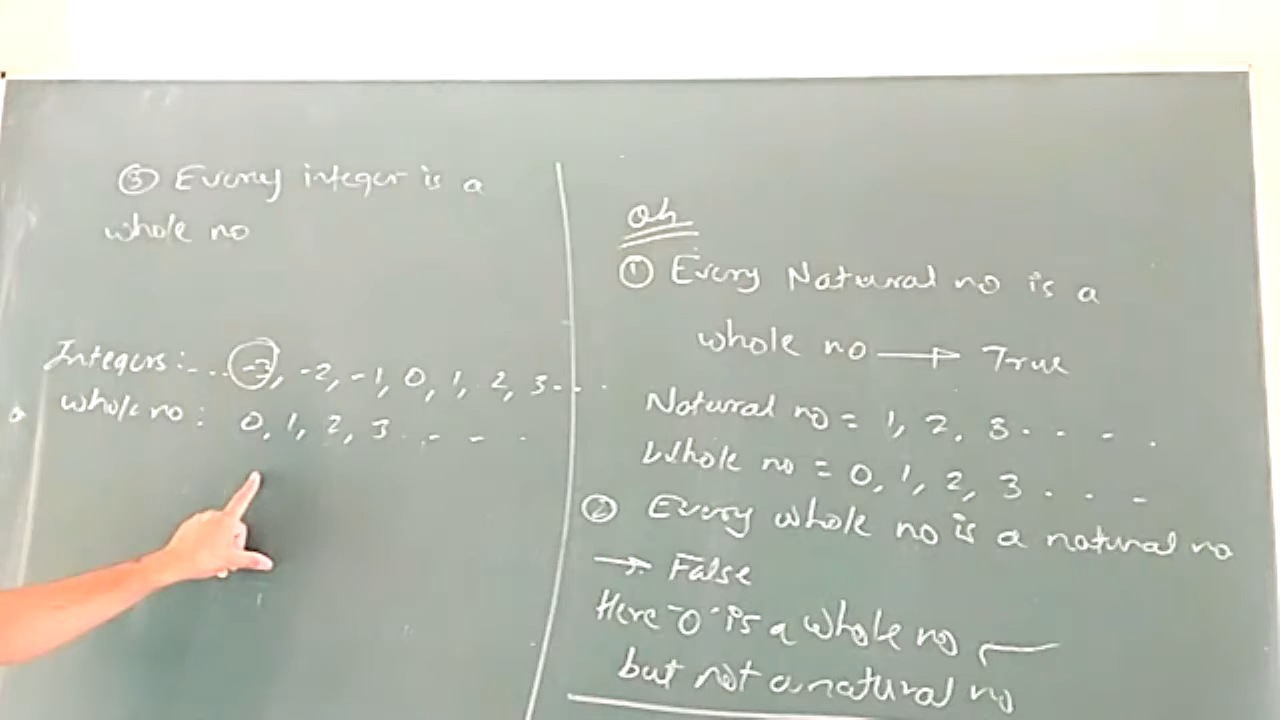 ③ Every integer is a
whole no
Integers: - . . -3, -2, -1, 0, 1, 2, 3 - - .
whole no : 0, 1, 2, 3 . - - .
① Every Natural no is a
whole no → True
Natural no = 1, 2, 3 . . - .
Whole no = 0, 1, 2, 3 . . -
② Every whole no is a natural no
→ False
Here "0" is a whole no
but not a natural no